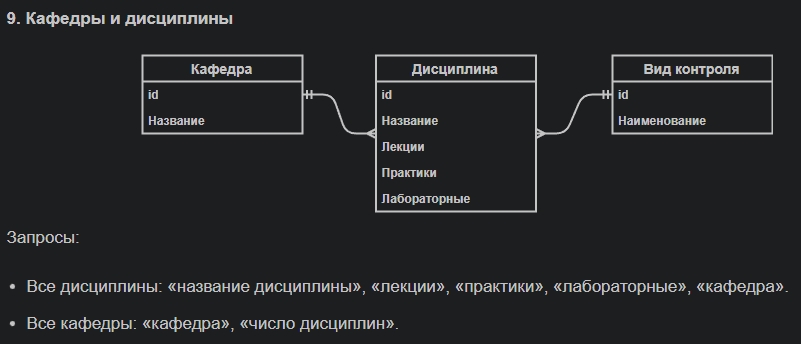 9. Кафедры и дисциплины
Кафедра
id
Название
Дисциплина
id
Название
Лекции
Практики
Лабораторные
Вид контроля
id
Наименование
Запросы:
• Все дисциплины: «название дисциплины», «лекции», «практики», «лабораторные», «кафедра».
• Все кафедры: «кафедра», «число дисциплин».